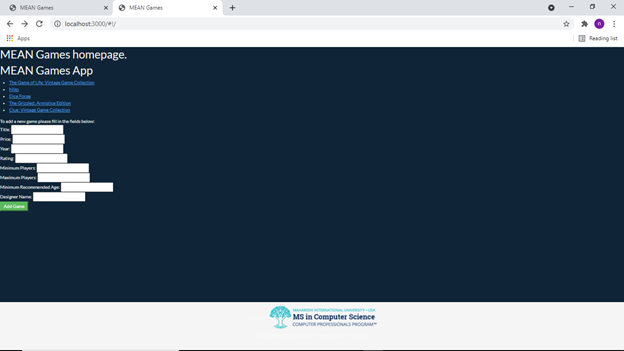 MEAN Games
MEAN Games
localhost:3000/#!/
n
Apps
Reading list
MEAN Games homepage.
MEAN Games App
The Game of Life: Vintage Game Collection
Dice Forge
The Grizzled: Armistice Edition
Clue: Vintage Game Collection
To add a new game please fill in the fields below:
Title:
Price:
Year:
Rating:
Minimum Players:
Maximum Players:
Minimum Recommended Age:
Designer Name:
Add Game
MAHARISHI INTERNATIONAL UNIVERSITY • USA
MS in Computer Science
COMPUTER PROFESSIONALS PROGRAM℠